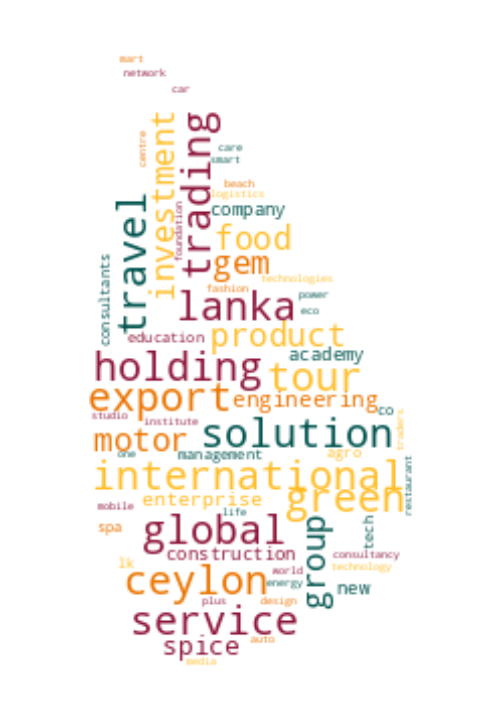 mart
network
car
centre
investment
trading
care
smart
beach
logistics
travel
foundation
company
food
gem
technologies
fashion
consultants
lanka
power
eco
education
product
academy
holding
tour
export
engineering
co
studio
institute
traders
motor
solution
one
management
agro
international
restaurant
green
enterprise
mobile
life
spa
global
group
tech
construction
consultancy
lk
world
technology
ceylon
energy
new
plus
design
service
auto
spice
media